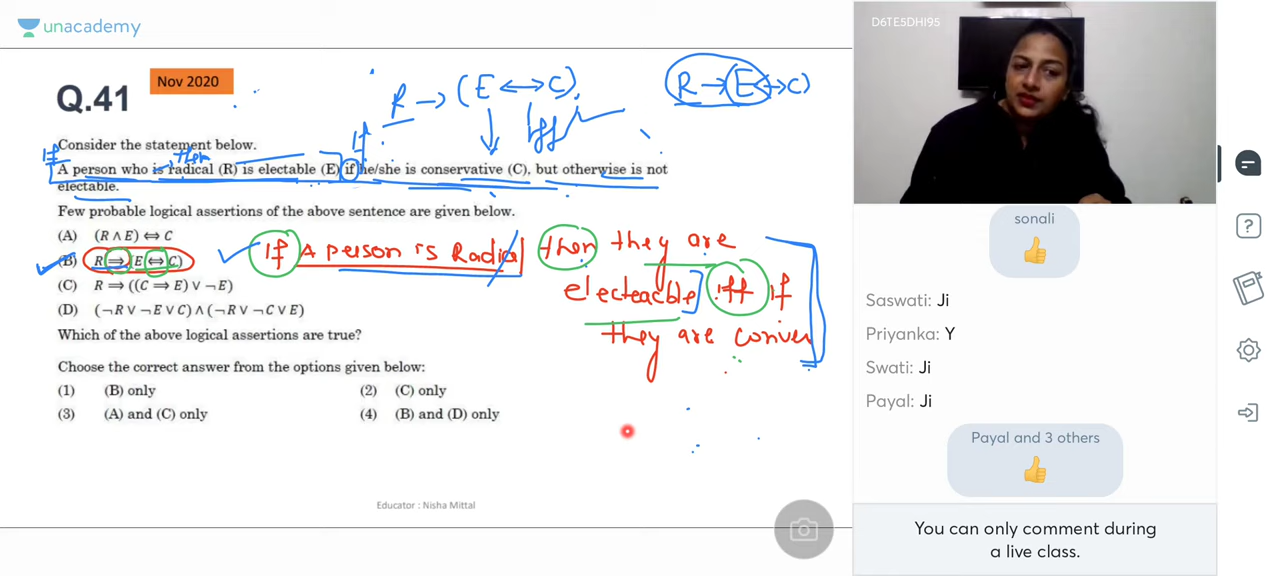 unacademy
D6TE5DHI95
Nov 2020
Q.41
R → (E ↔ C)
R → (E ↔ C)
iff
If
Consider the statement below.
If then
A person who is radical (R) is electable (E) if he/she is conservative (C), but otherwise is not
electable.
Few probable logical assertions of the above sentence are given below.
(A) (R ∧ E) ⇔ C
(B) R ⇒ (E ⇔ C)
(C) R ⇒ ((C ⇒ E) ∨ ¬E)
(D) (¬R ∨ ¬E ∨ C) ∧ (¬R ∨ ¬C ∨ E)
If A person is Radical then they are
electeacble iff if
they are conver
Which of the above logical assertions are true?
Choose the correct answer from the options given below:
(1) (B) only (2) (C) only
(3) (A) and (C) only (4) (B) and (D) only
Educator : Nisha Mittal
sonali
👍
Saswati: Ji
Priyanka: Y
Swati: Ji
Payal: Ji
Payal and 3 others
👍
You can only comment during
a live class.